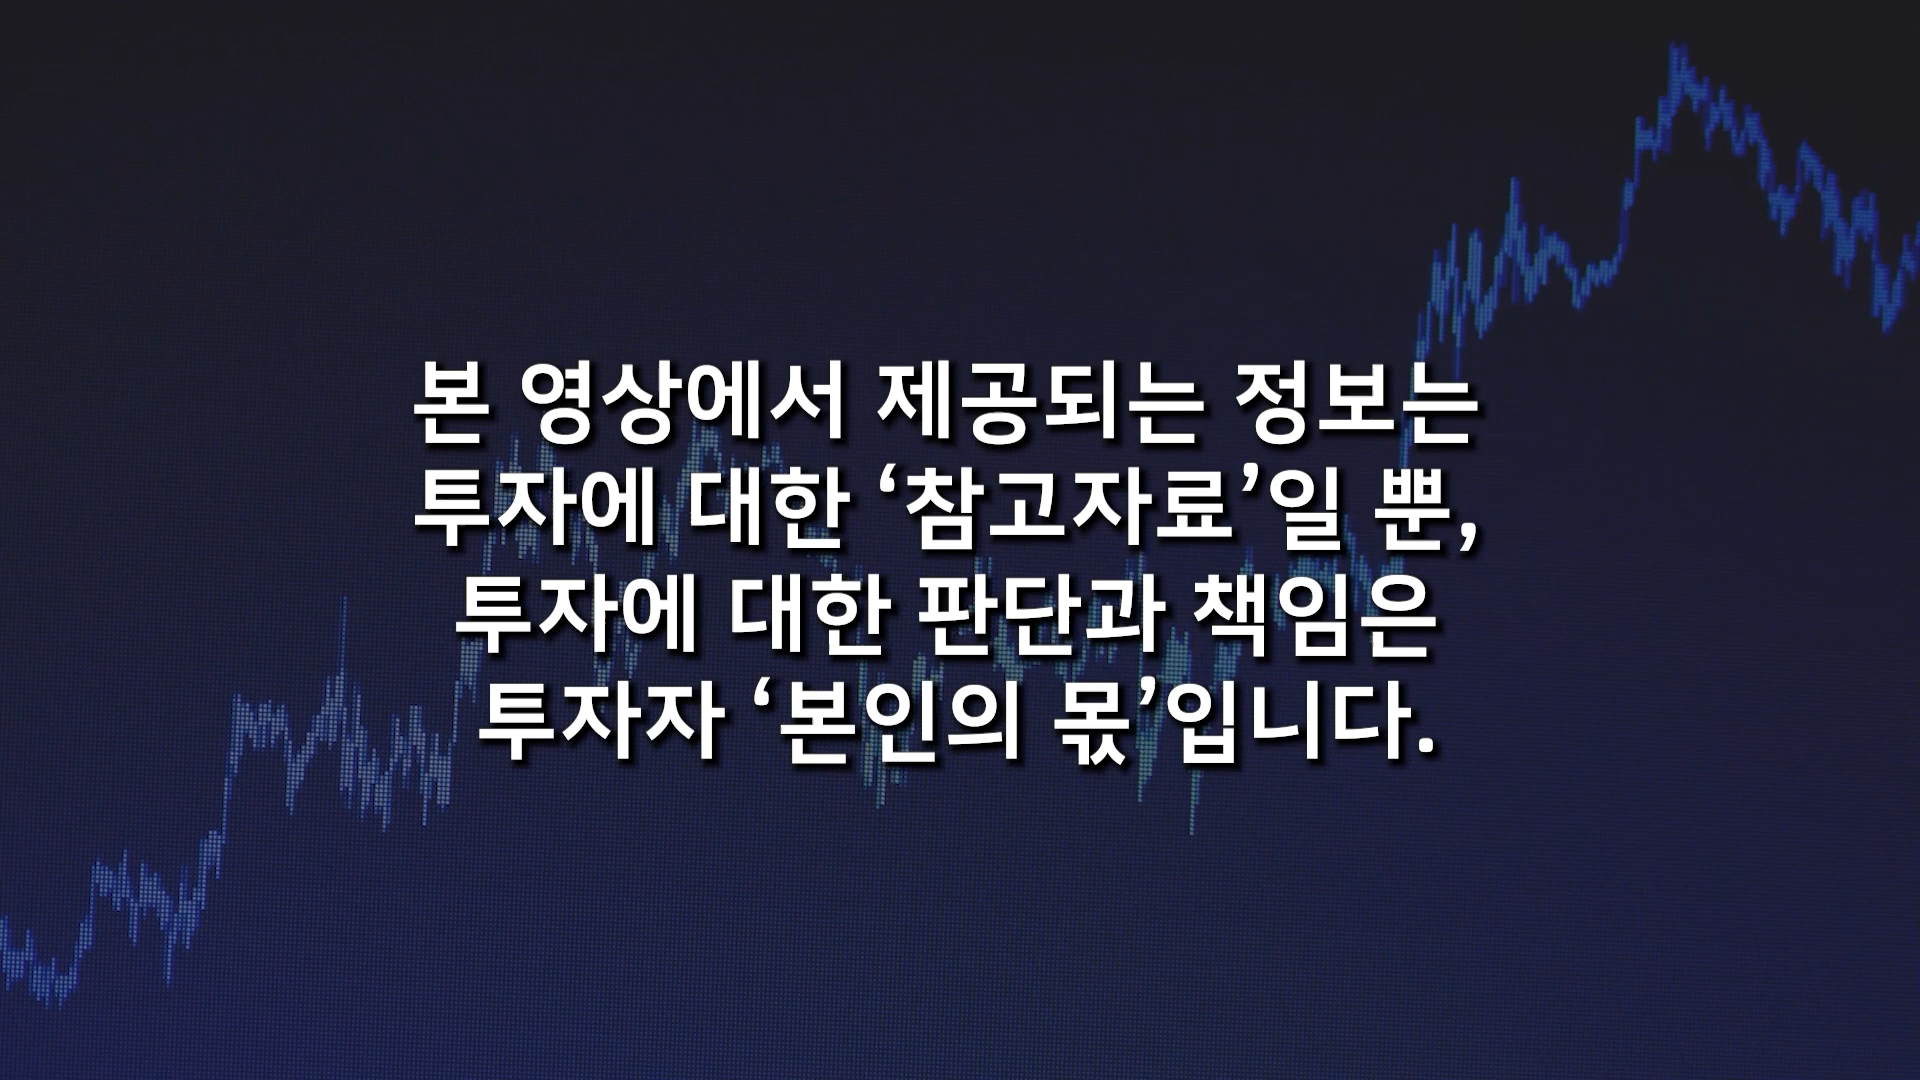 본 영상에서 제공되는 정보는
투자에 대한 ‘참고자료’일 뿐,
투자에 대한 판단과 책임은
투자자 ‘본인의 몫’입니다.